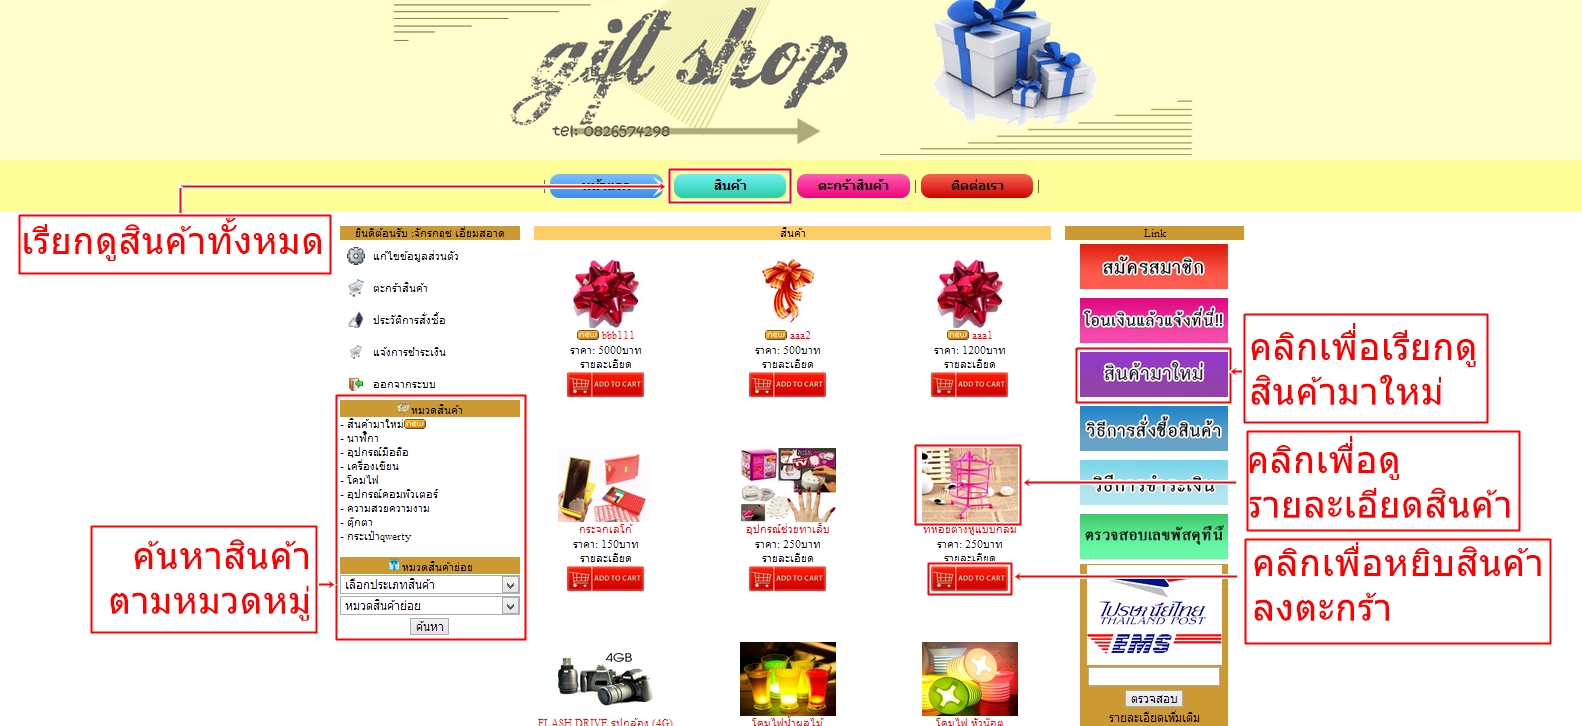 gift shop
tel: 0826574298
หน้าแรก
สินค้า
ตะกร้าสินค้า
ติดต่อเรา
เรียกดูสินค้าทั้งหมด
ยินดีต้อนรับ :จักรกฤช เอี่ยมสอาด
แก้ไขข้อมูลส่วนตัว
ตะกร้าสินค้า
ประวัติการสั่งซื้อ
แจ้งการชำระเงิน
ออกจากระบบ
หมวดสินค้า
- สินค้ามาใหม่ new
- นาฬิกา
- อุปกรณ์มือถือ
- เครื่องเขียน
- โคมไฟ
- อุปกรณ์คอมพิวเตอร์
- ความสวยความงาม
- ตุ๊กตา
- กระเป๋าqwerty
หมวดสินค้าย่อย
เลือกประเภทสินค้า
หมวดสินค้าย่อย
ค้นหา
ค้นหาสินค้า
ตามหมวดหมู่
สินค้า
new bbb111
ราคา: 5000บาท
รายละเอียด
ADD TO CART
new aaa2
ราคา: 500บาท
รายละเอียด
ADD TO CART
new aaa1
ราคา: 1200บาท
รายละเอียด
ADD TO CART
กระจกเลโก้
ราคา: 150บาท
รายละเอียด
ADD TO CART
อุปกรณ์ช่วยทาเล็บ
ราคา: 250บาท
รายละเอียด
ADD TO CART
ที่ห้อยต่างหูแบบกลม
ราคา: 250บาท
รายละเอียด
ADD TO CART
4GB
FLASH DRIVE รูปกล้อง (4G)
โคมไฟน้ำผลไม้
โคมไฟ หัวน๊อต
Link
สมัครสมาชิก
โอนเงินแล้วแจ้งที่นี่!!
สินค้ามาใหม่
วิธีการสั่งซื้อสินค้า
วิธีการชำระเงิน
ตรวจสอบเลขพัสดุที่นี่
ไปรษณีย์ไทย
THAILAND POST
EMS
ตรวจสอบ
รายละเอียดเพิ่มเติม
คลิกเพื่อเรียกดู
สินค้ามาใหม่
คลิกเพื่อดู
รายละเอียดสินค้า
คลิกเพื่อหยิบสินค้า
ลงตะกร้า